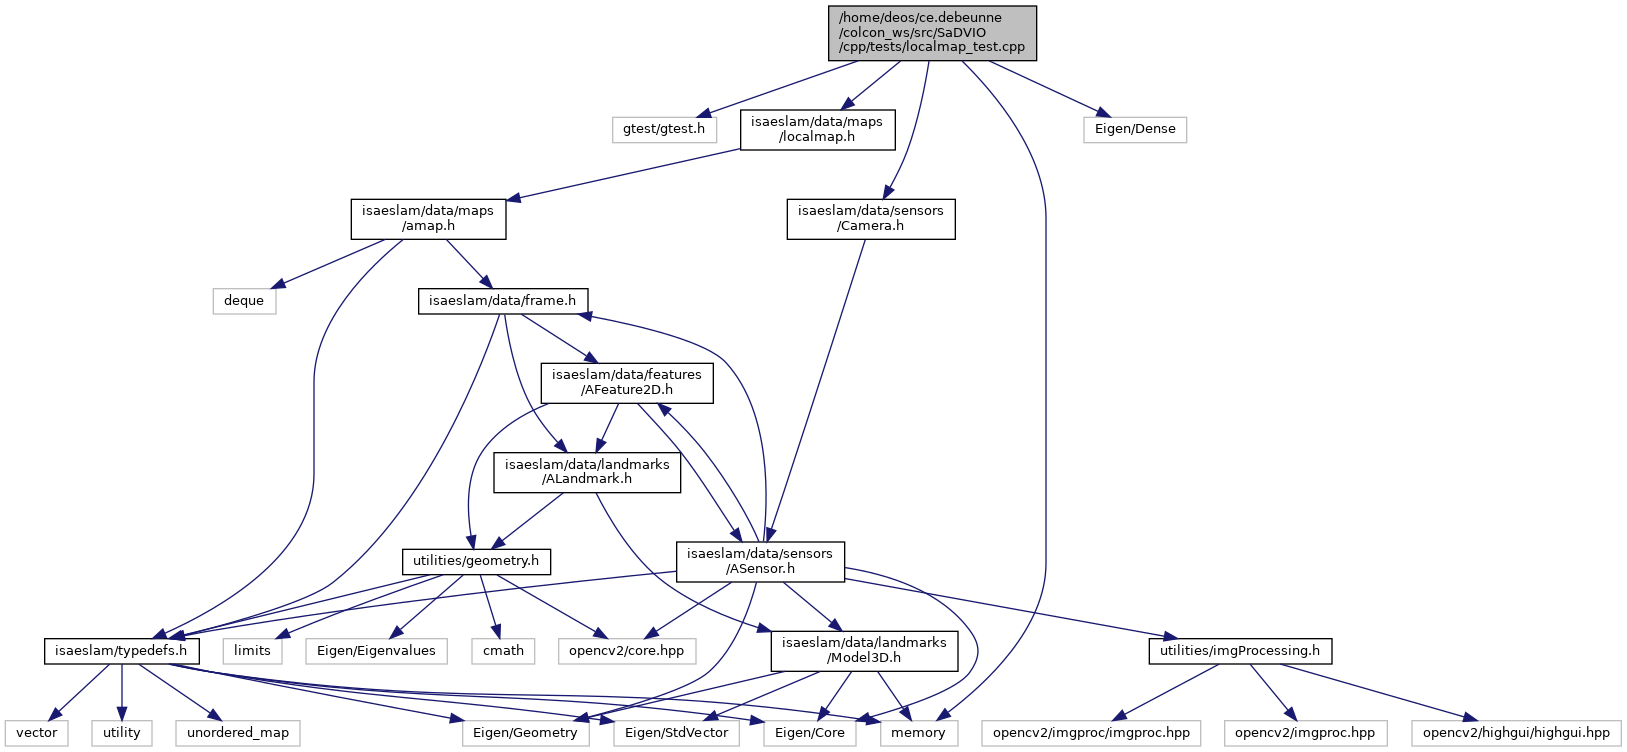 /home/deos/ce.debeunne
/colcon_ws/src/SaDVIO
/cpp/tests/localmap_test.cpp
gtest/gtest.h
isaeslam/data/maps
/localmap.h
Eigen/Dense
isaeslam/data/maps
/amap.h
isaeslam/data/sensors
/Camera.h
deque
isaeslam/data/frame.h
isaeslam/data/features
/AFeature2D.h
isaeslam/data/landmarks
/ALandmark.h
utilities/geometry.h
isaeslam/data/sensors
/ASensor.h
isaeslam/typedefs.h
limits
Eigen/Eigenvalues
cmath
opencv2/core.hpp
isaeslam/data/landmarks
/Model3D.h
utilities/imgProcessing.h
vector
utility
unordered_map
Eigen/Geometry
Eigen/StdVector
Eigen/Core
memory
opencv2/imgproc/imgproc.hpp
opencv2/imgproc.hpp
opencv2/highgui/highgui.hpp